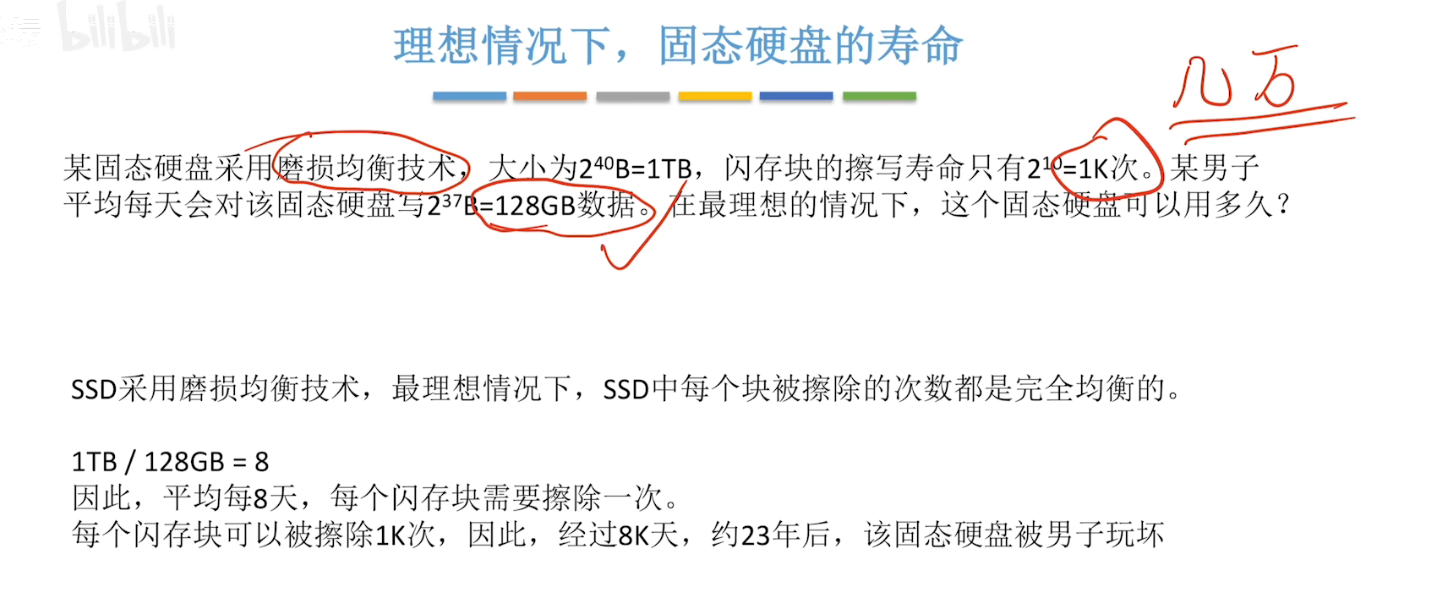 bilibili
理想情况下，固态硬盘的寿命
几万
某固态硬盘采用磨损均衡技术，大小为2⁴⁰B=1TB，闪存块的擦写寿命只有2¹⁰=1K次。某男子
平均每天会对该固态硬盘写2³⁷B=128GB数据。在最理想的情况下，这个固态硬盘可以用多久？
SSD采用磨损均衡技术，最理想情况下，SSD中每个块被擦除的次数都是完全均衡的。
1TB / 128GB = 8
因此，平均每8天，每个闪存块需要擦除一次。
每个闪存块可以被擦除1K次，因此，经过8K天，约23年后，该固态硬盘被男子玩坏